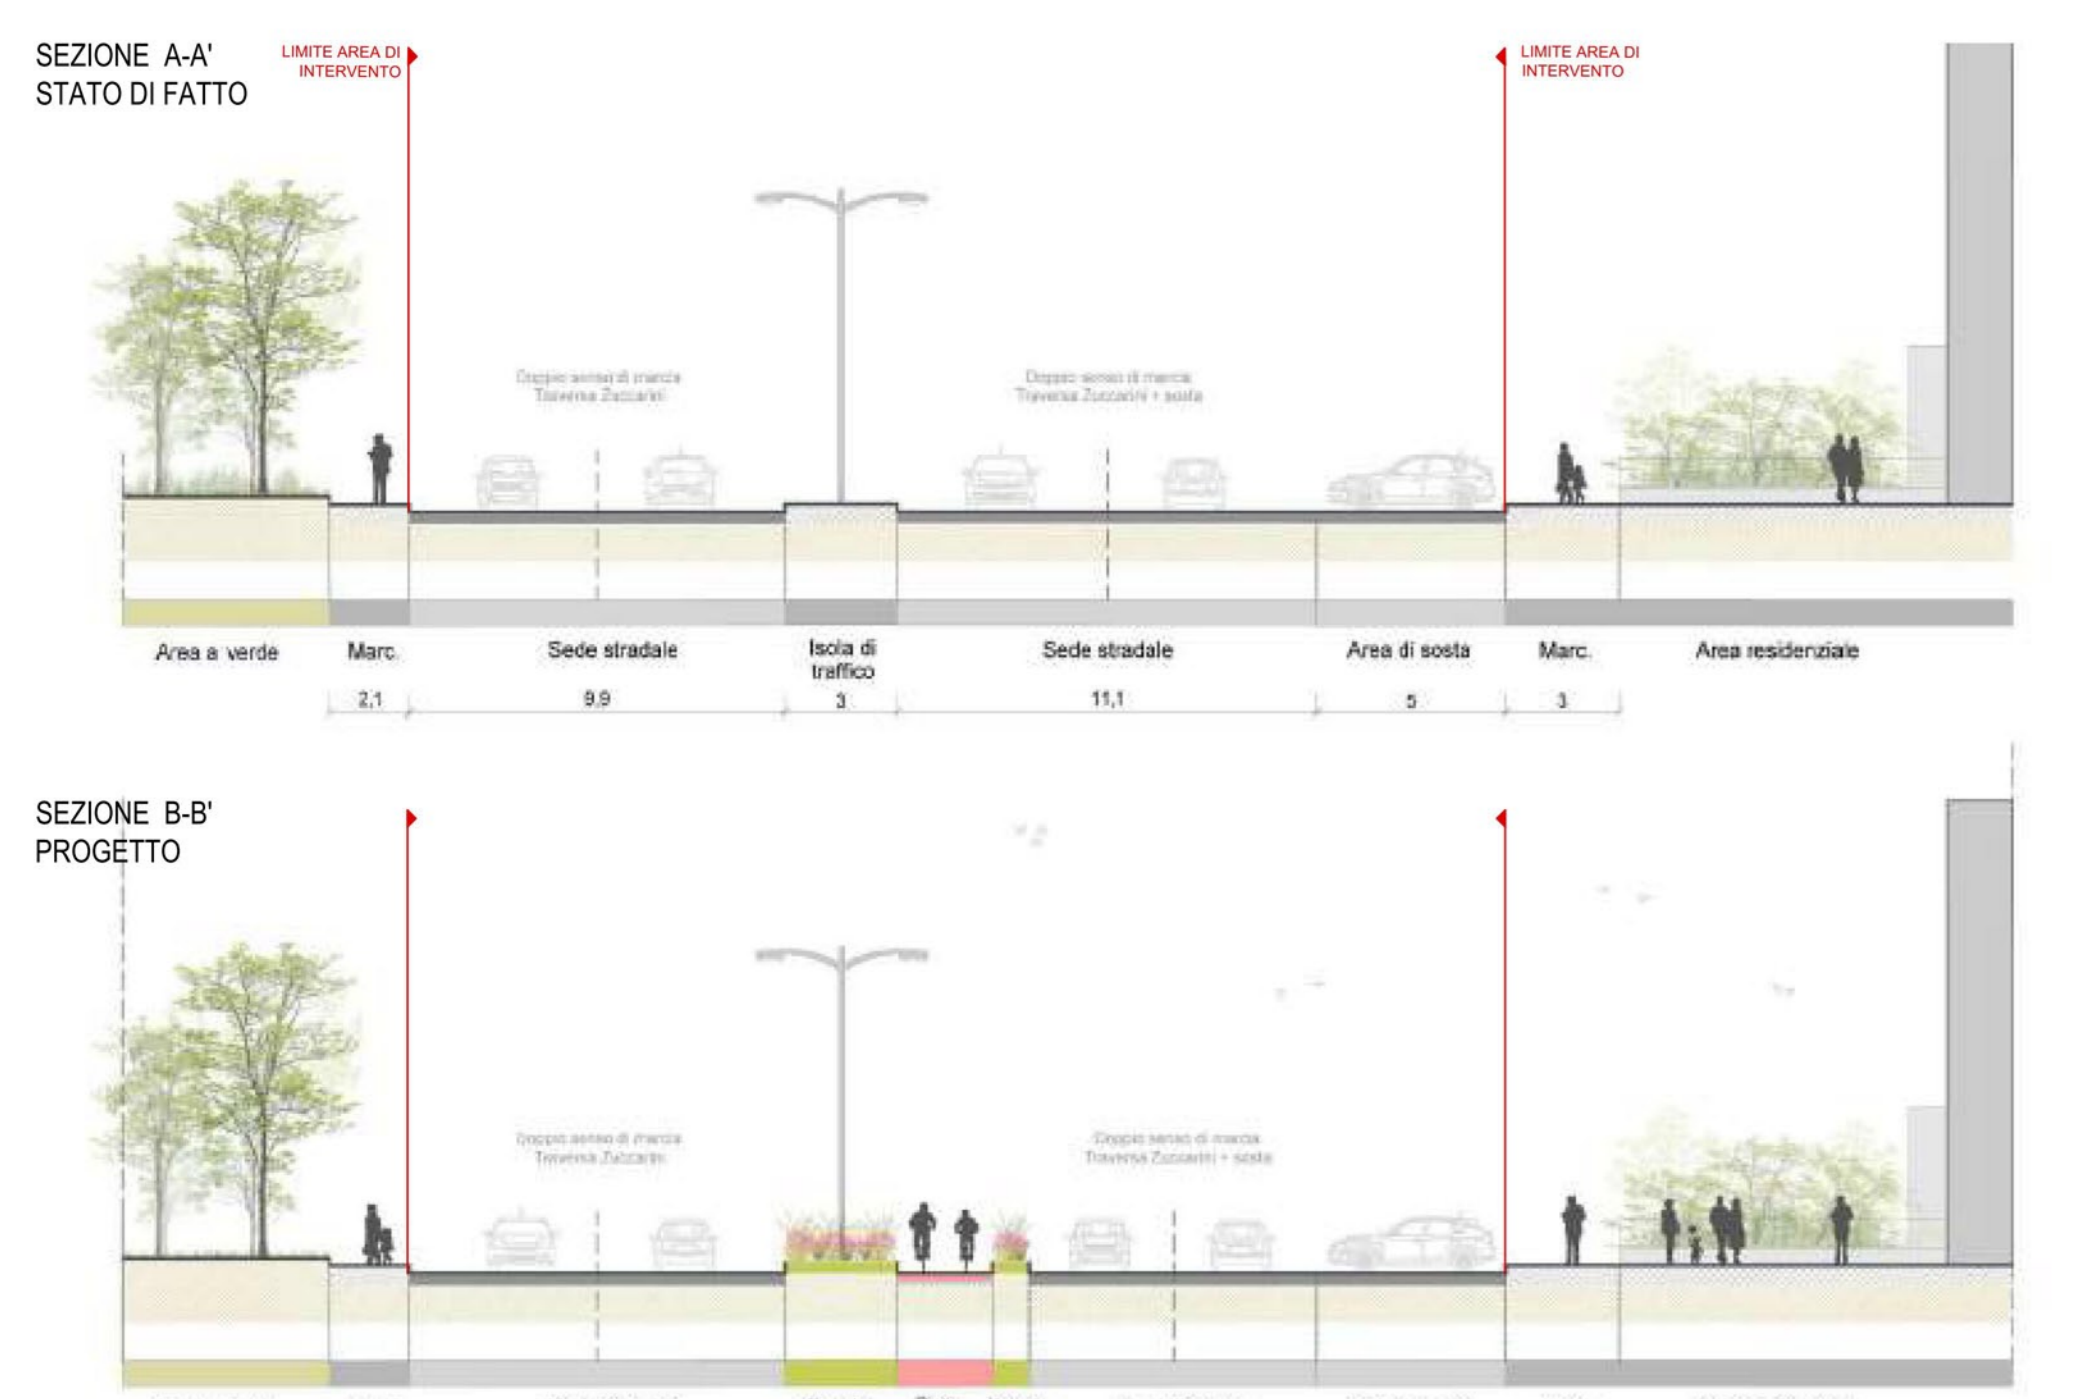 SEZIONE A-A'
STATO DI FATTO
LIMITE AREA DI
INTERVENTO
LIMITE AREA DI
INTERVENTO
Doppio senso di marcia
Traversa Zuccarini
Doppio senso di marcia
Traversa Zuccarini + sosta
Area a verde
Marc.
Sede stradale
Isola di
traffico
Sede stradale
Area di sosta
Marc.
Area residenziale
2,1
9,9
3
11,1
5
3
SEZIONE B-B'
PROGETTO
Doppio senso di marcia
Traversa Zuccarini
Doppio senso di marcia
Traversa Zuccarini + sosta